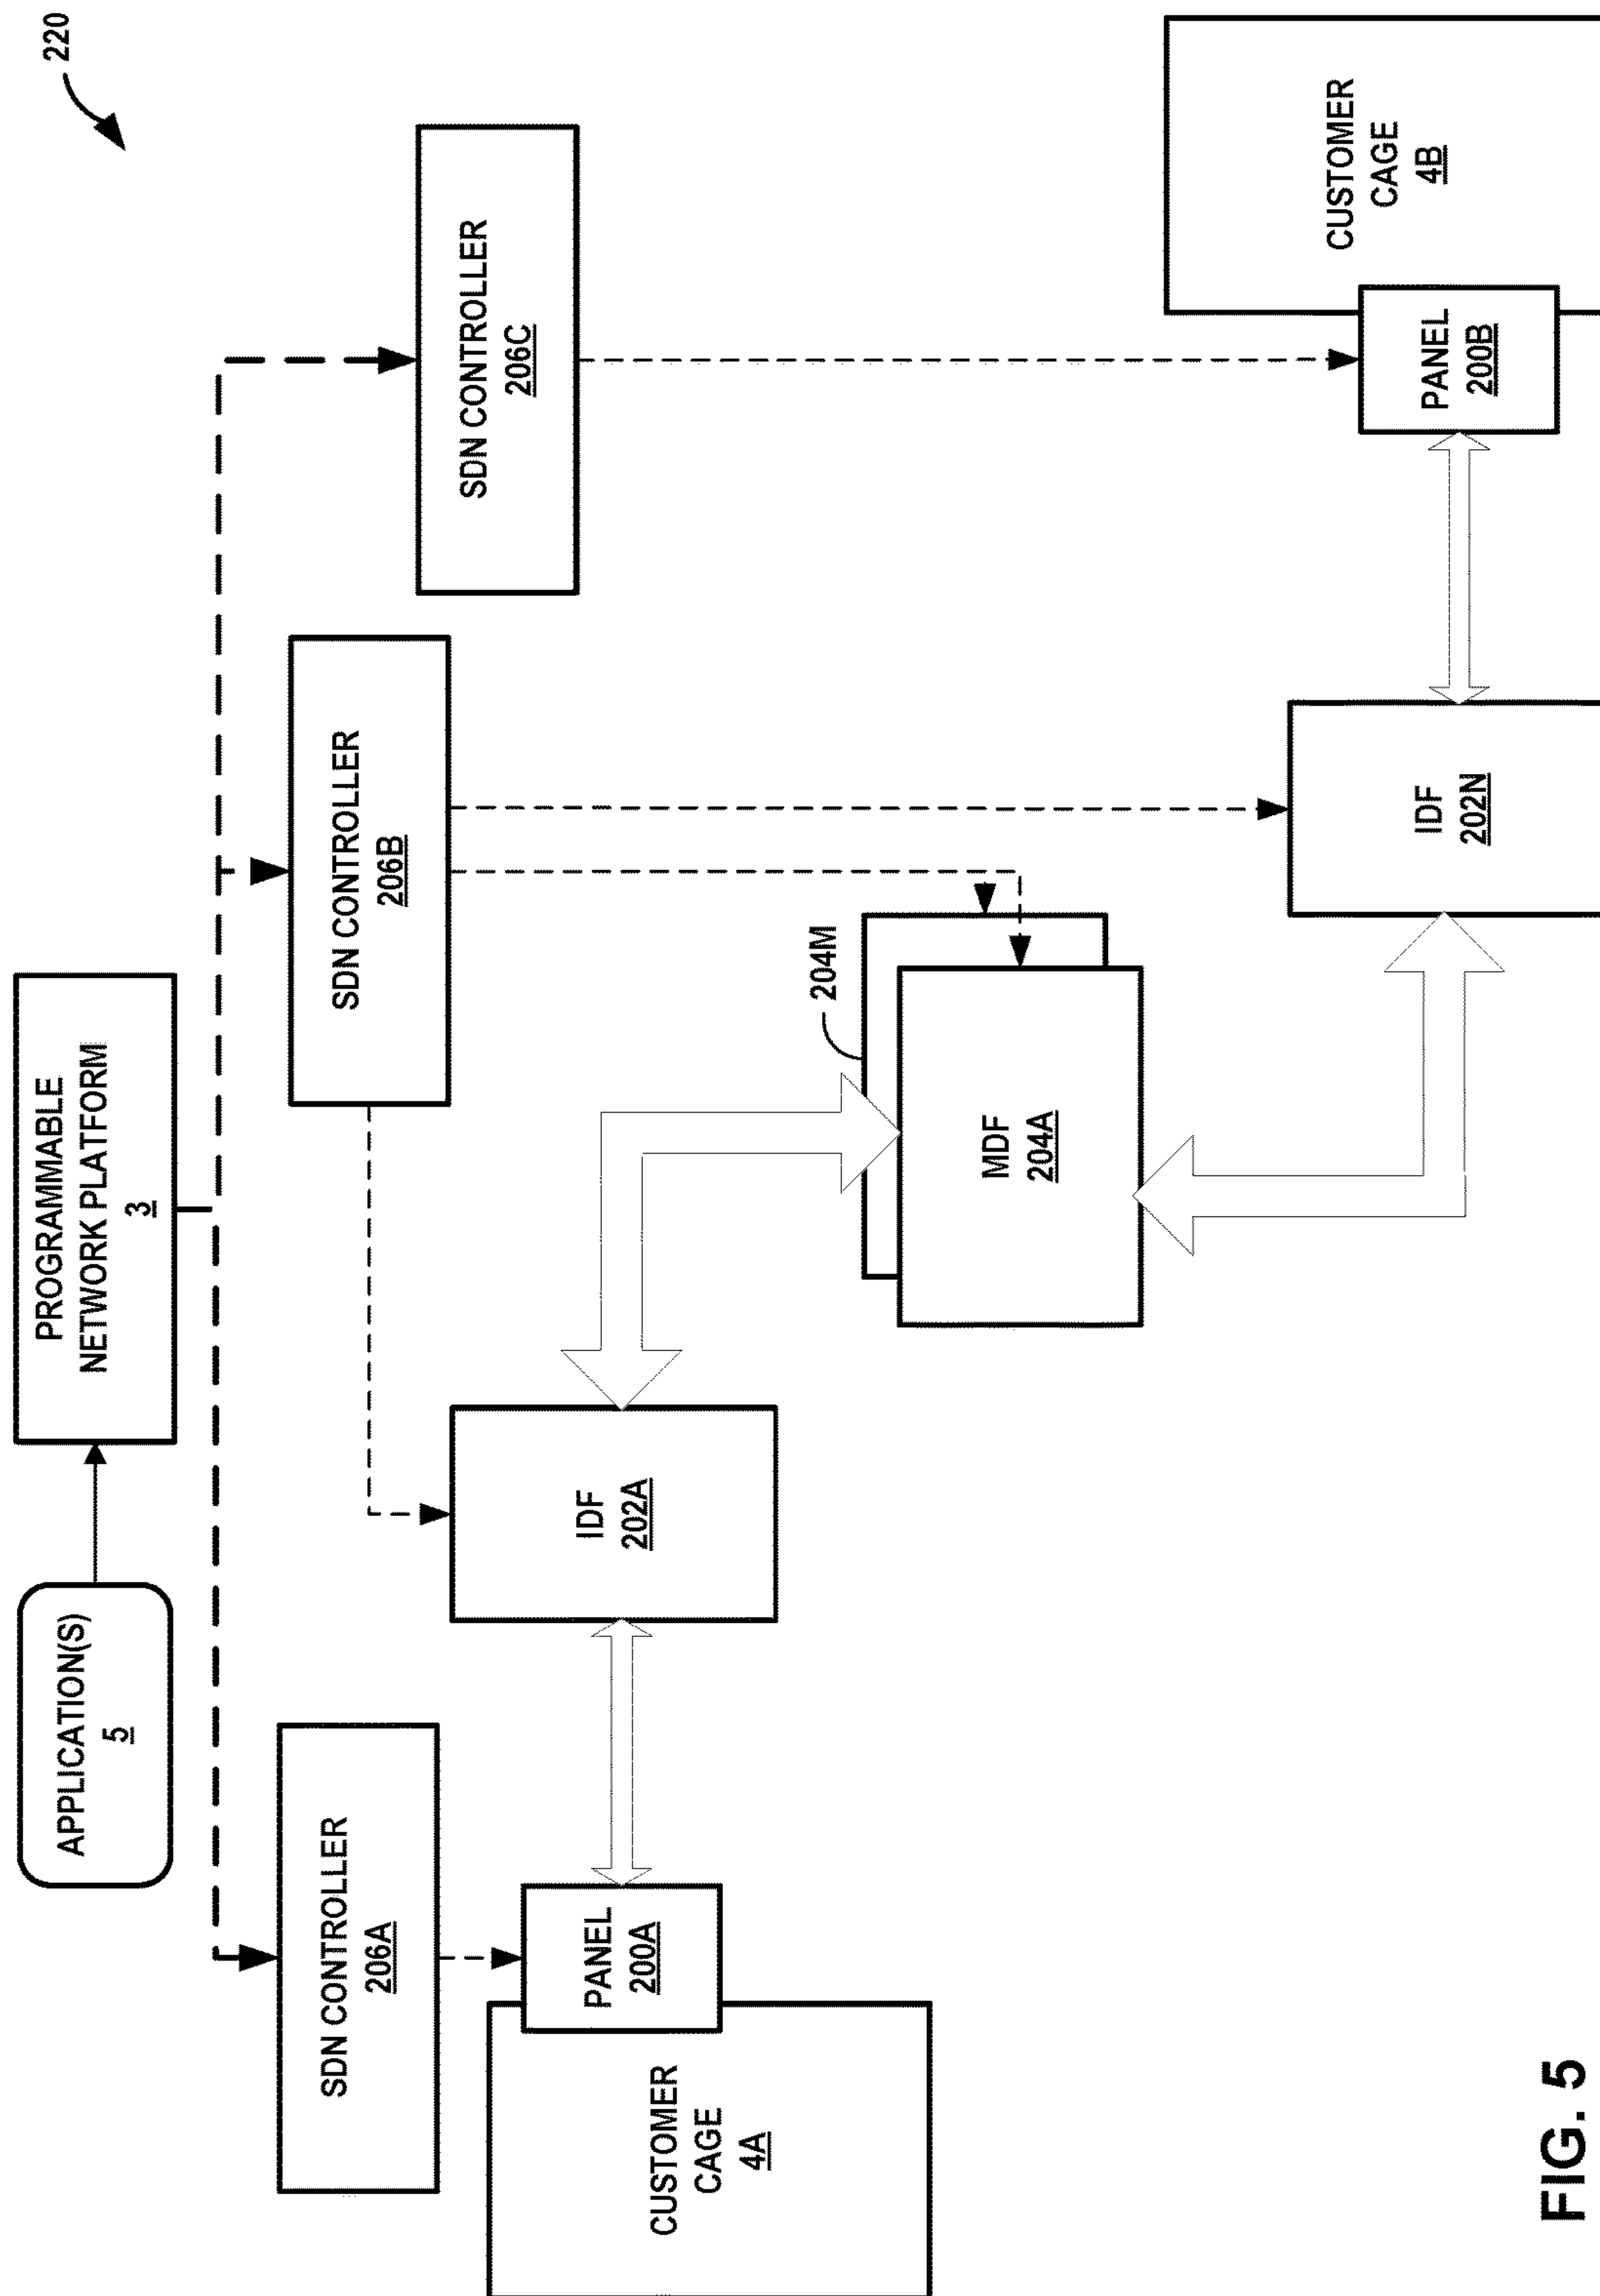 220
APPLICATION(S)
5
PROGRAMMABLE
NETWORK PLATFORM
3
SDN CONTROLLER
206A
SDN CONTROLLER
206B
SDN CONTROLLER
206C
CUSTOMER
CAGE
4A
PANEL
200A
IDF
202A
204M
MDF
204A
IDF
202N
PANEL
200B
CUSTOMER
CAGE
4B
FIG. 5